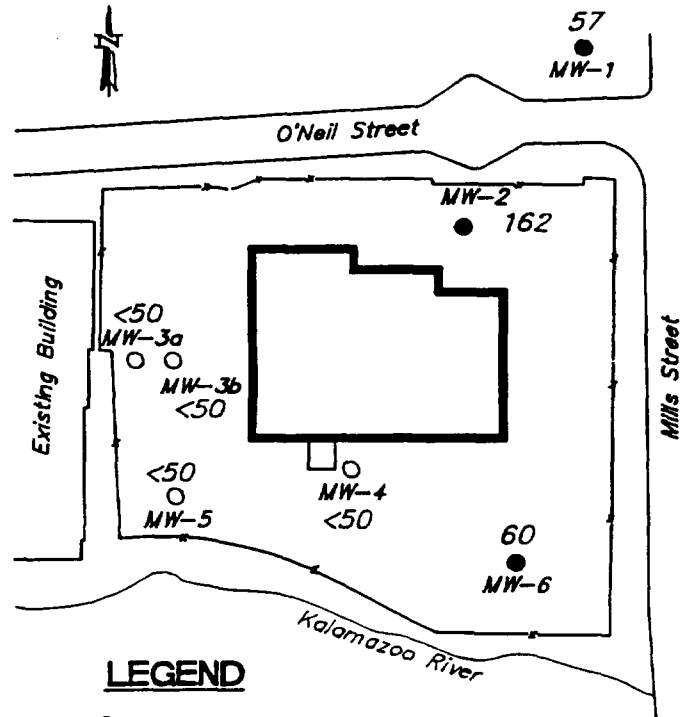 57
MW-1
O'Neil Street
MW-2
162
Existing Building
<50
MW-3a
MW-3b
<50
Mills Street
<50
MW-5
MW-4
<50
60
MW-6
Kalamazoo River
LEGEND